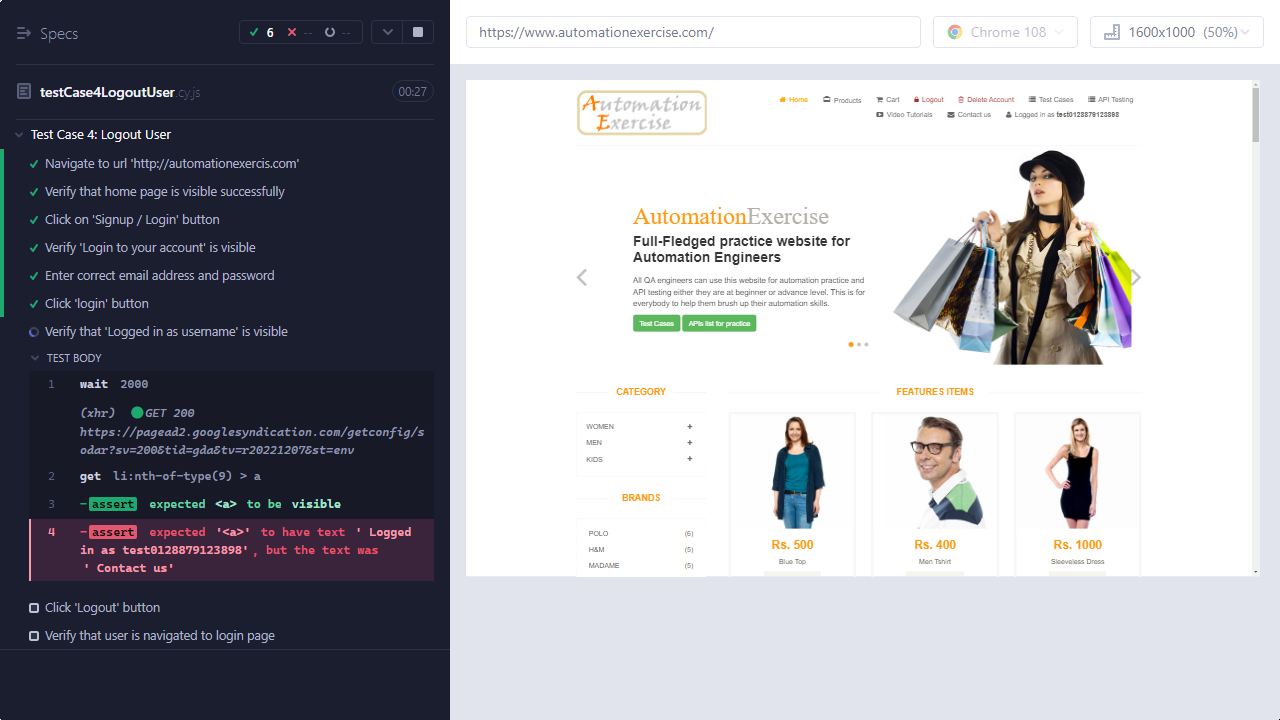 Specs
6 -- --
testCase4LogoutUser.cy.js 00:27
Test Case 4: Logout User
Navigate to url 'http://automationexercis.com'
Verify that home page is visible successfully
Click on 'Signup / Login' button
Verify 'Login to your account' is visible
Enter correct email address and password
Click 'login' button
Verify that 'Logged in as username' is visible
TEST BODY
1 wait 2000
(xhr) GET 200
https://pagead2.googlesyndication.com/getconfig/s
odar?sv=200&tid=gda&tv=r20221207&st=env
2 get li:nth-of-type(9) > a
3 -assert expected <a> to be visible
4 -assert expected '<a>' to have text ' Logged
in as test0128879123898', but the text was
' Contact us'
Click 'Logout' button
Verify that user is navigated to login page
https://www.automationexercise.com/
Chrome 108
1600x1000 (50%)
Automation
Exercise
Home Products Cart Logout Delete Account Test Cases API Testing
Video Tutorials Contact us Logged in as test0128879123898
AutomationExercise
Full-Fledged practice website for
Automation Engineers
All QA engineers can use this website for automation practice and
API testing either they are at beginner or advance level. This is for
everybody to help them brush up their automation skills.
Test Cases APIs list for practice
CATEGORY
WOMEN +
MEN +
KIDS +
BRANDS
POLO (6)
H&M (5)
MADAME (5)
FEATURES ITEMS
Rs. 500
Blue Top
Rs. 400
Men Tshirt
Rs. 1000
Sleeveless Dress